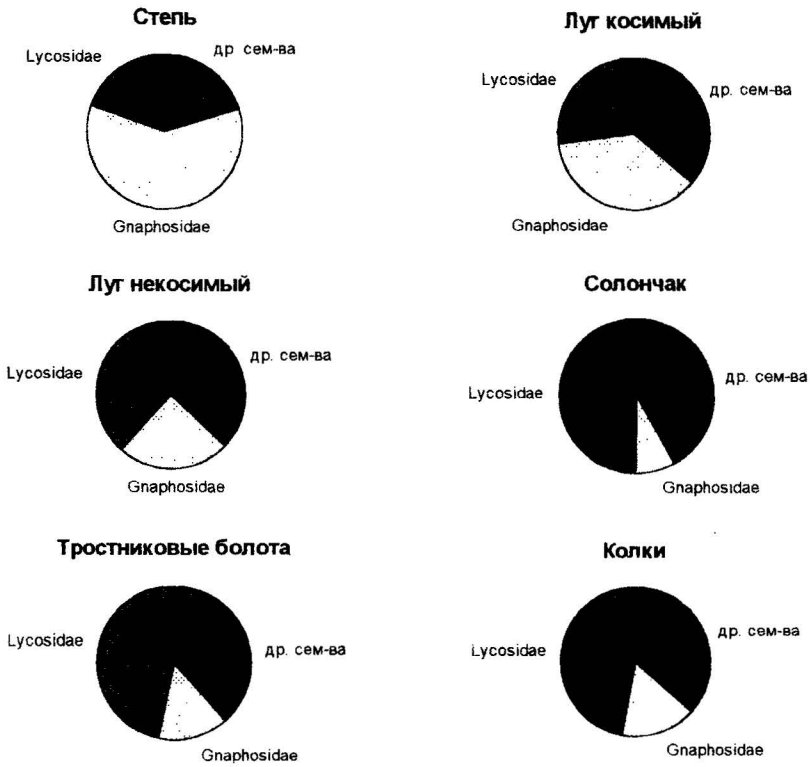 Степь
Lycosidae
др. сем-ва
Gnaphosidae
Луг косимый
Lycosidae
др. сем-ва
Gnaphosidae
Луг некосимый
Lycosidae
др. сем-ва
Gnaphosidae
Солончак
Lycosidae
др. сем-ва
Gnaphosidae
Тростниковые болота
Lycosidae
др. сем-ва
Gnaphosidae
Колки
Lycosidae
др. сем-ва
Gnaphosidae